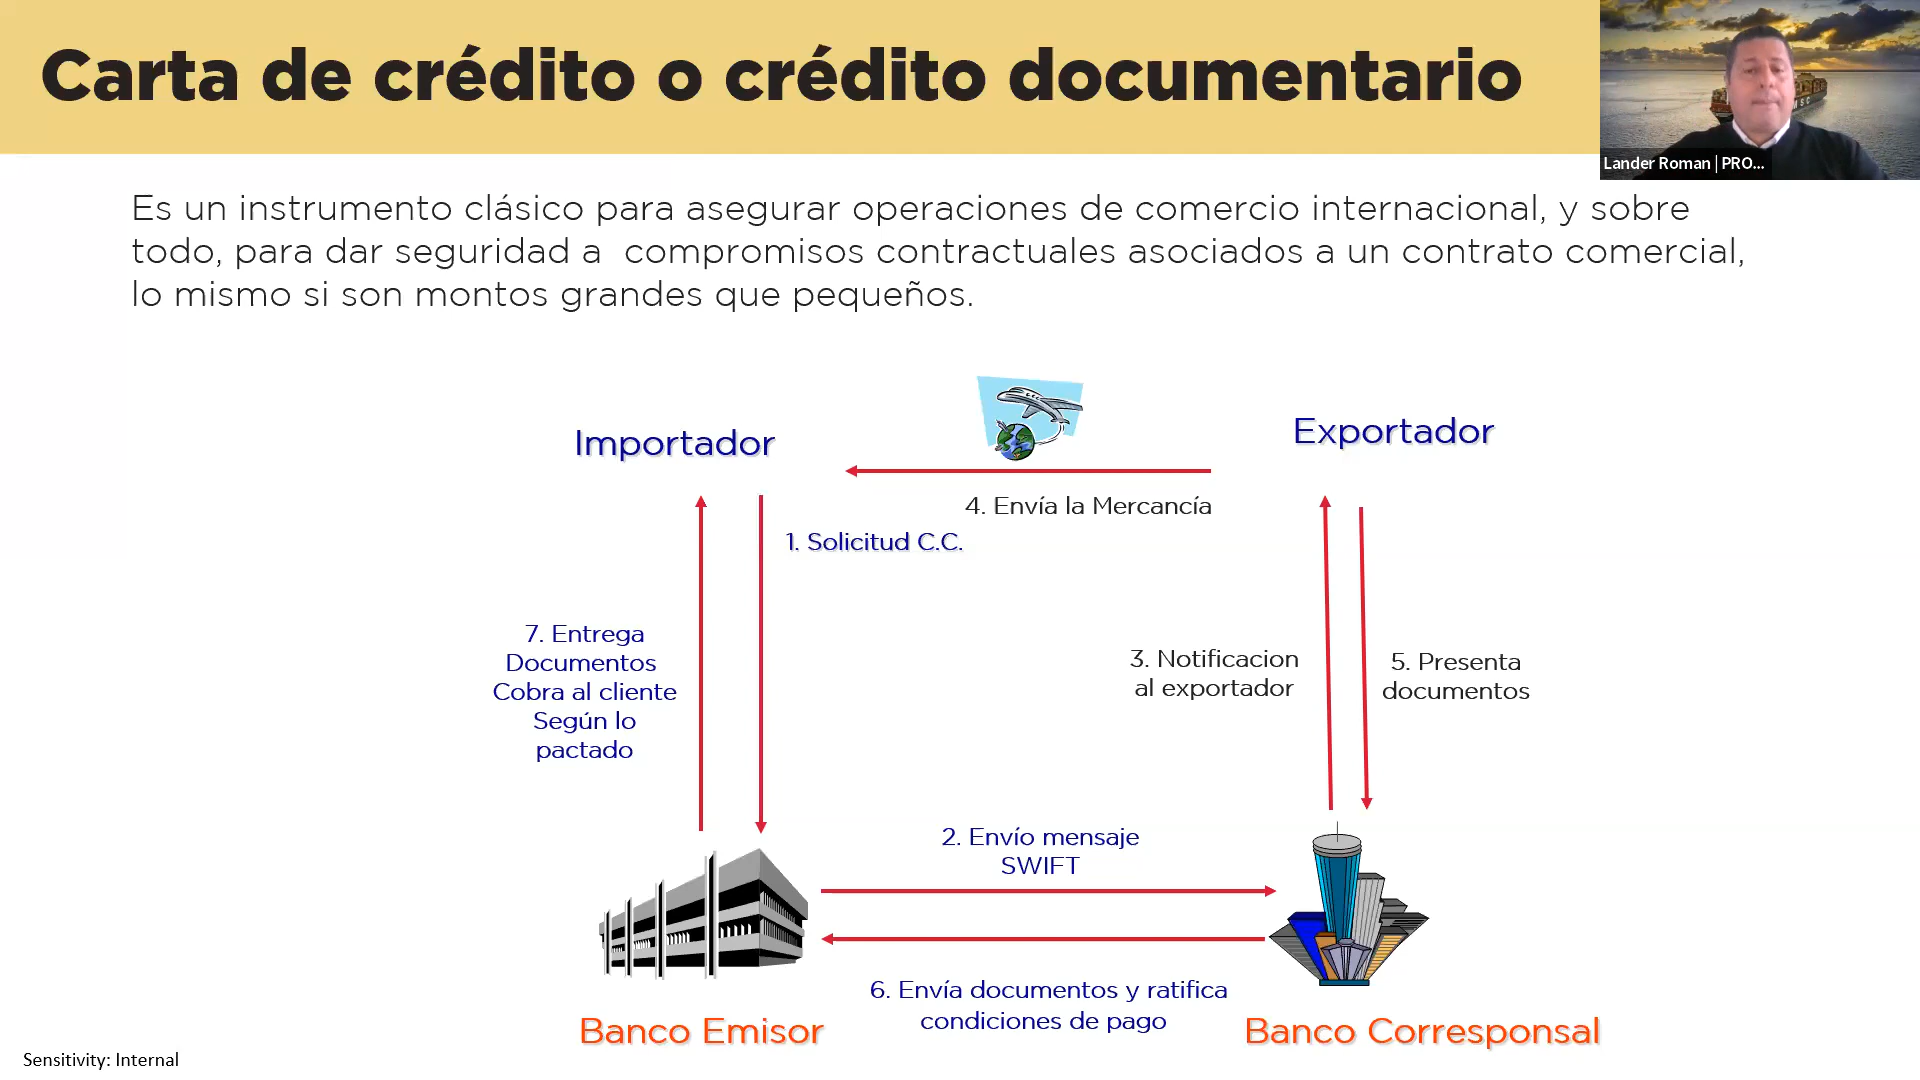 Carta de crédito o crédito documentario
Lander Roman | PRO...
Es un instrumento clásico para asegurar operaciones de comercio internacional, y sobre
todo, para dar seguridad a  compromisos contractuales asociados a un contrato comercial,
lo mismo si son montos grandes que pequeños.
Importador
Exportador
4. Envía la Mercancía
1. Solicitud C.C.
7. Entrega
Documentos
Cobra al cliente
Según lo
pactado
3. Notificacion
al exportador
5. Presenta
documentos
2. Envío mensaje
SWIFT
6. Envía documentos y ratifica
condiciones de pago
Banco Emisor
Banco Corresponsal
Sensitivity: Internal